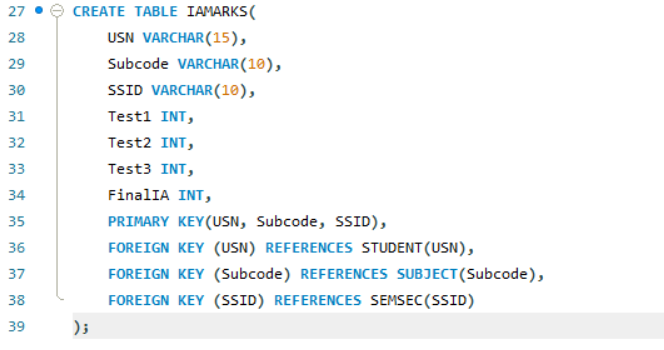 27 CREATE TABLE IAMARKS(
28 USN VARCHAR(15),
29 Subcode VARCHAR(10),
30 SSID VARCHAR(10),
31 Test1 INT,
32 Test2 INT,
33 Test3 INT,
34 FinalIA INT,
35 PRIMARY KEY(USN, Subcode, SSID),
36 FOREIGN KEY (USN) REFERENCES STUDENT(USN),
37 FOREIGN KEY (Subcode) REFERENCES SUBJECT(Subcode),
38 FOREIGN KEY (SSID) REFERENCES SEMSEC(SSID)
39 );